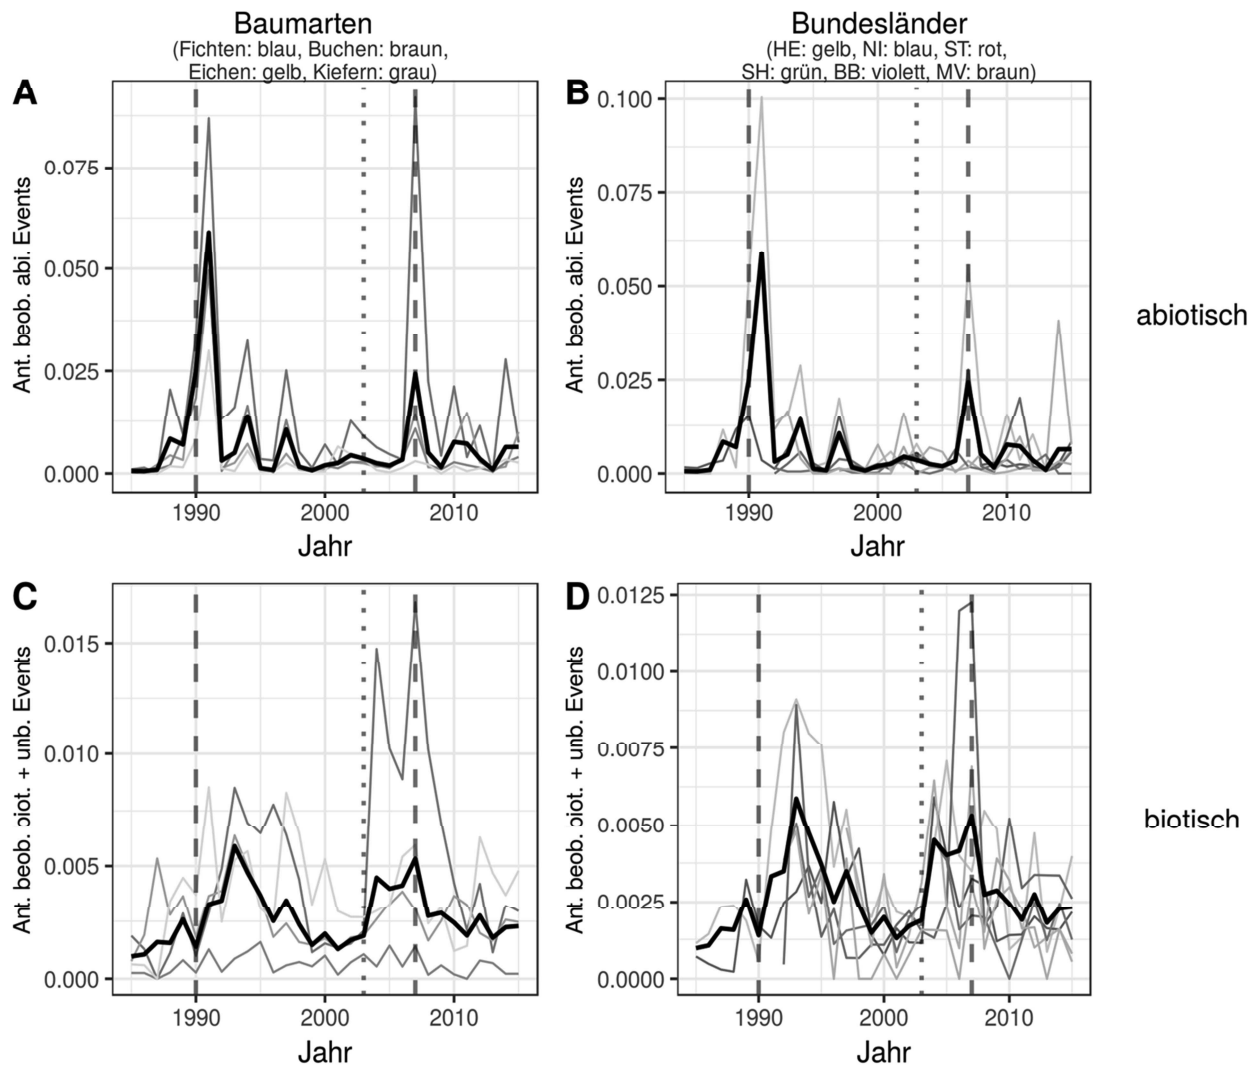 Baumarten
(Fichten: blau, Buchen: braun,
Eichen: gelb, Kiefern: grau)
Bundesländer
(HE: gelb, NI: blau, ST: rot,
SH: grün, BB: violett, MV: braun)
A
Ant. beob. abi. Events
0.075
0.050
0.025
0.000
1990
2000
2010
Jahr
B
Ant. beob. abi. Events
0.100
0.075
0.050
0.025
0.000
1990
2000
2010
Jahr
abiotisch
C
Ant. beob. biot. + unb. Events
0.015
0.010
0.005
0.000
1990
2000
2010
Jahr
D
Ant. beob. biot. + unb. Events
0.0125
0.0100
0.0075
0.0050
0.0025
0.0000
1990
2000
2010
Jahr
biotisch